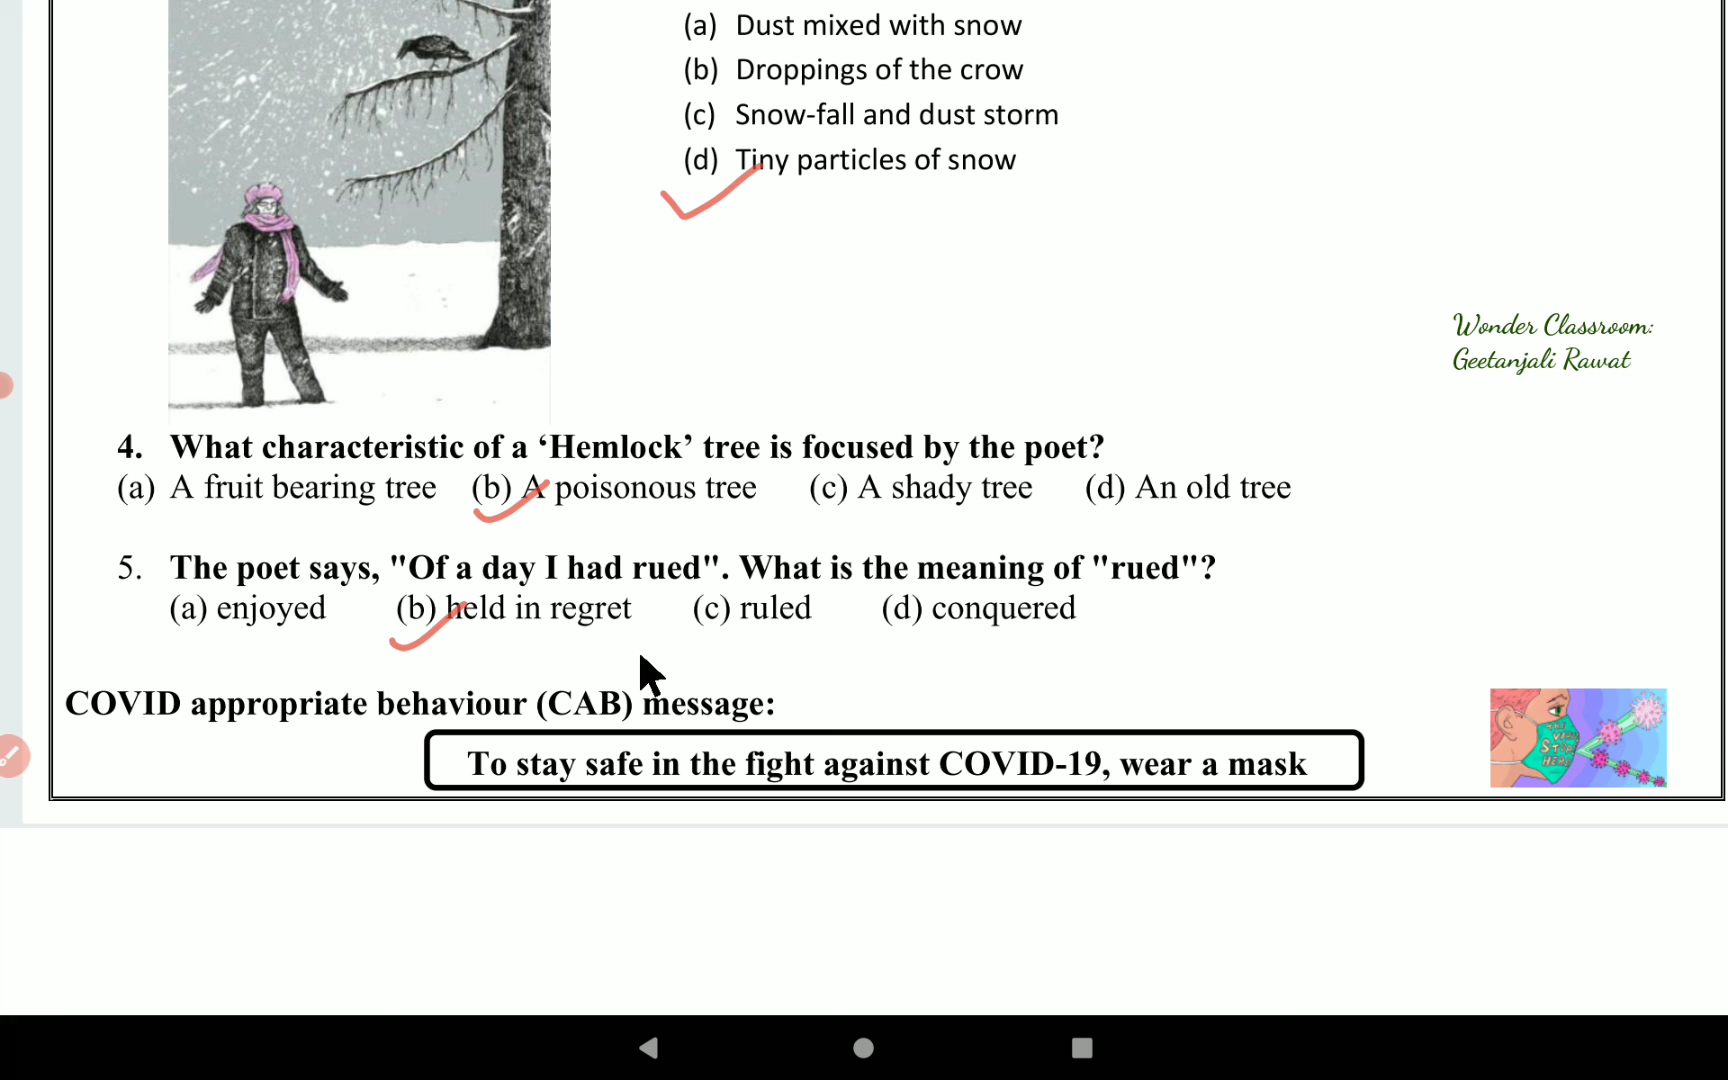 (a) Dust mixed with snow
(b) Droppings of the crow
(c) Snow-fall and dust storm
(d) Tiny particles of snow
Wonder Classroom:
Geetanjali Rawat
4. What characteristic of a ‘Hemlock’ tree is focused by the poet?
(a) A fruit bearing tree (b) A poisonous tree (c) A shady tree (d) An old tree
5. The poet says, "Of a day I had rued". What is the meaning of "rued"?
(a) enjoyed (b) held in regret (c) ruled (d) conquered
COVID appropriate behaviour (CAB) message:
To stay safe in the fight against COVID-19, wear a mask